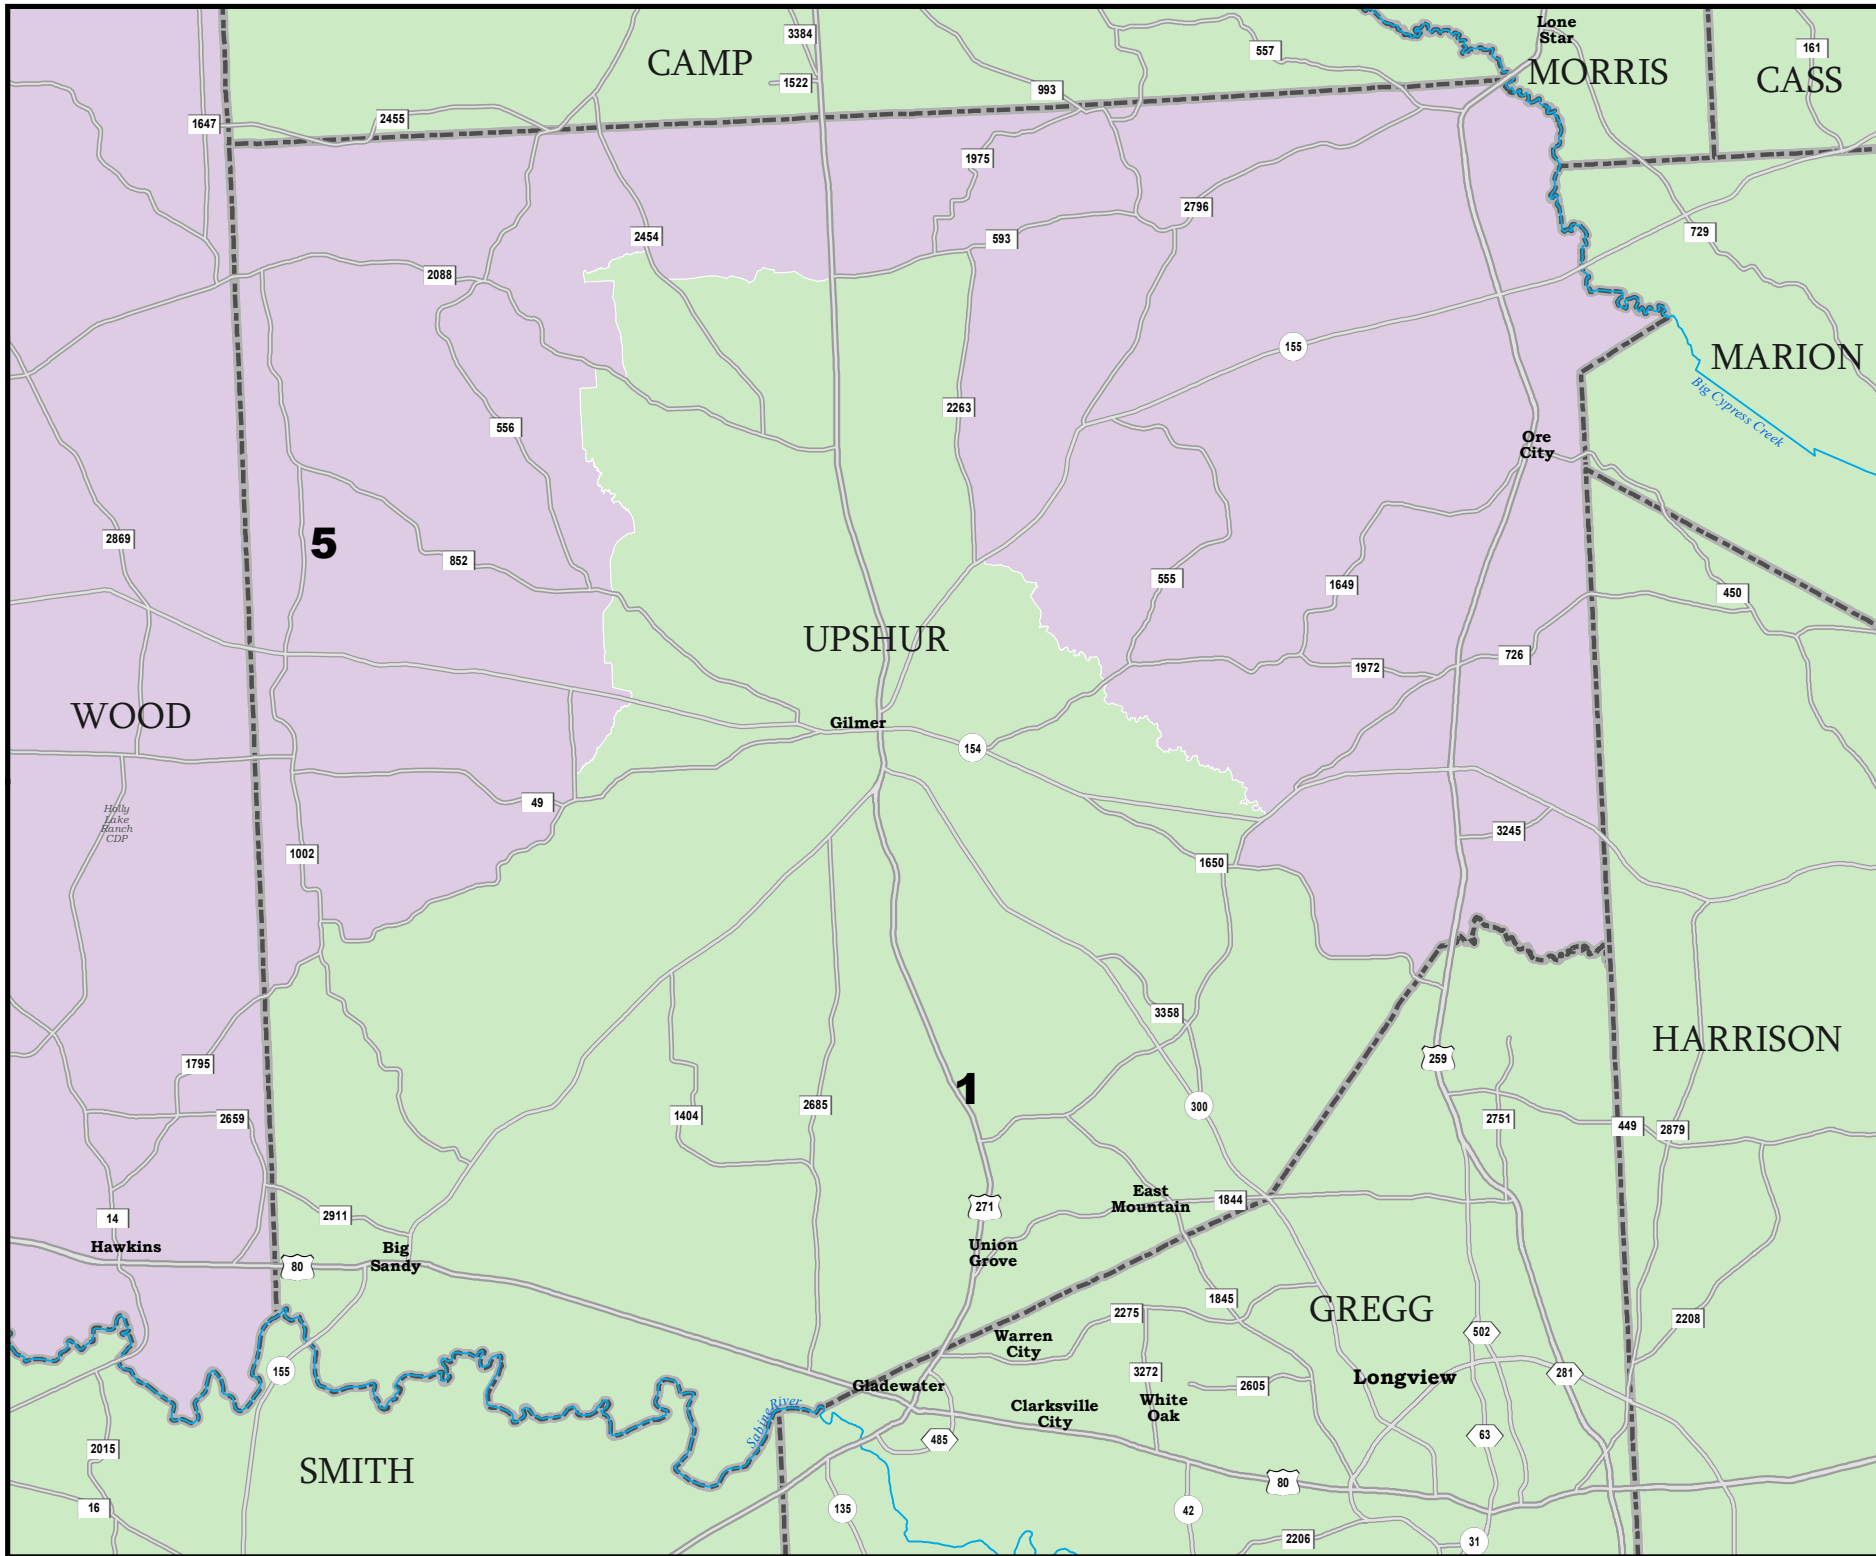 Lone
Star
3384
CAMP
557
161
MORRIS
CASS
1522
993
2455
1647
1975
2796
729
2454
593
2088
155
MARION
Big Cypress Creek
2263
556
Ore
City
2869
5
852
555
1649
450
UPSHUR
726
1972
WOOD
Gilmer
154
49
Holly
Lake
Ranch
CDP
3245
1002
1650
3358
HARRISON
259
1795
1
300
2685
1404
2659
2751
449
2879
East
Mountain
1844
271
14
2911
Hawkins
Big
Sandy
Union
Grove
80
1845
GREGG
2275
2208
502
Warren
City
155
3272
Longview
281
Gladewater
2605
Sabine River
Clarksville
City
White
Oak
63
485
2015
SMITH
80
16
135
42
2206
31